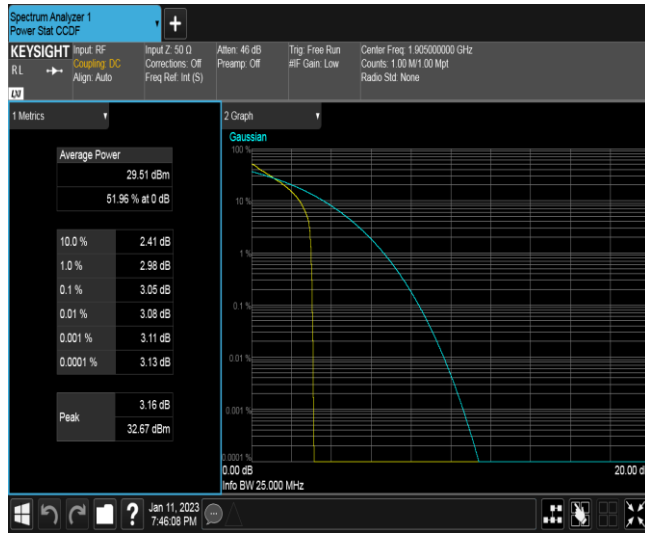 Spectrum Analyzer 1
Power Stat CCDF
+
KEYSIGHT
RL
LXI
Input: RF
Coupling: DC
Align: Auto
Input Z: 50 Ω
Corrections: Off
Freq Ref: Int (S)
Atten: 46 dB
Preamp: Off
Trig: Free Run
#IF Gain: Low
Center Freq: 1.905000000 GHz
Counts: 1.00 M/1.00 Mpt
Radio Std: None
1 Metrics
Average Power
29.51 dBm
51.96 % at 0 dB
10.0 % 2.41 dB
1.0 % 2.98 dB
0.1 % 3.05 dB
0.01 % 3.08 dB
0.001 % 3.11 dB
0.0001 % 3.13 dB
Peak
3.16 dB
32.67 dBm
2 Graph
Gaussian
100 %
10 %
1 %
0.1 %
0.01 %
0.001 %
0.0001 %
0.00 dB
20.00 d
Info BW 25.000 MHz
?
Jan 11, 2023
7:46:08 PM